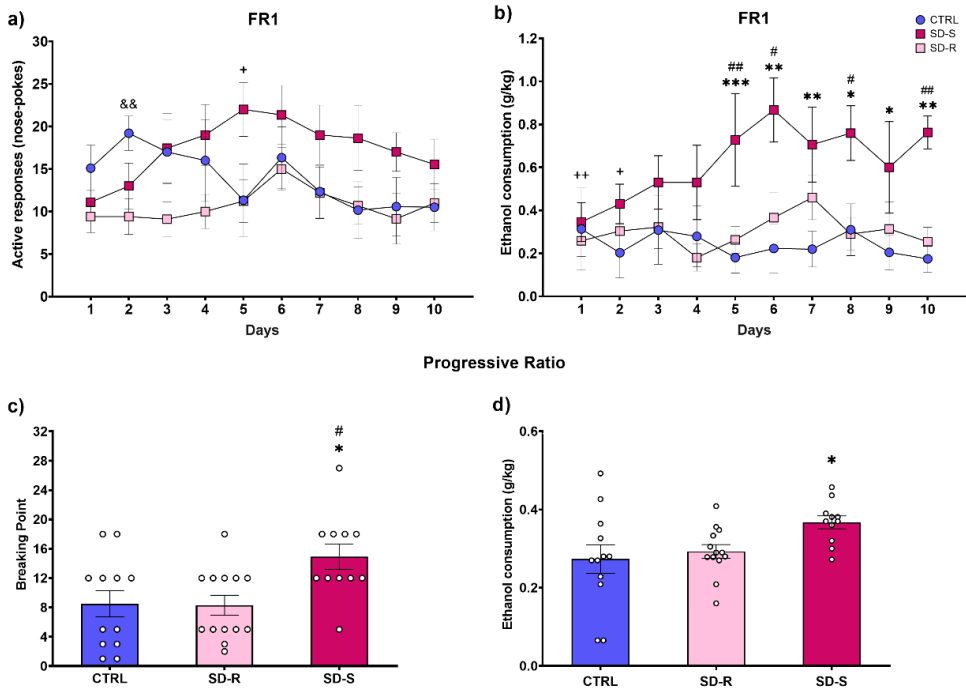 a)
FR1
Active responses (nose-pokes)
30
25
20
15
10
5
0
&&
+
1 2 3 4 5 6 7 8 9 10
Days
b)
FR1
CTRL
SD-S
SD-R
Ethanol consumption (g/kg)
1.2
1.0
0.8
0.6
0.4
0.2
0.0
++
+
##
***
#
**
**
#
*
*
##
**
1 2 3 4 5 6 7 8 9 10
Days
Progressive Ratio
c)
Breaking Point
32
28
24
20
16
12
8
4
0
#
*
CTRL SD-R SD-S
d)
Ethanol consumption (g/kg)
0.6
0.4
0.2
0.0
*
CTRL SD-R SD-S